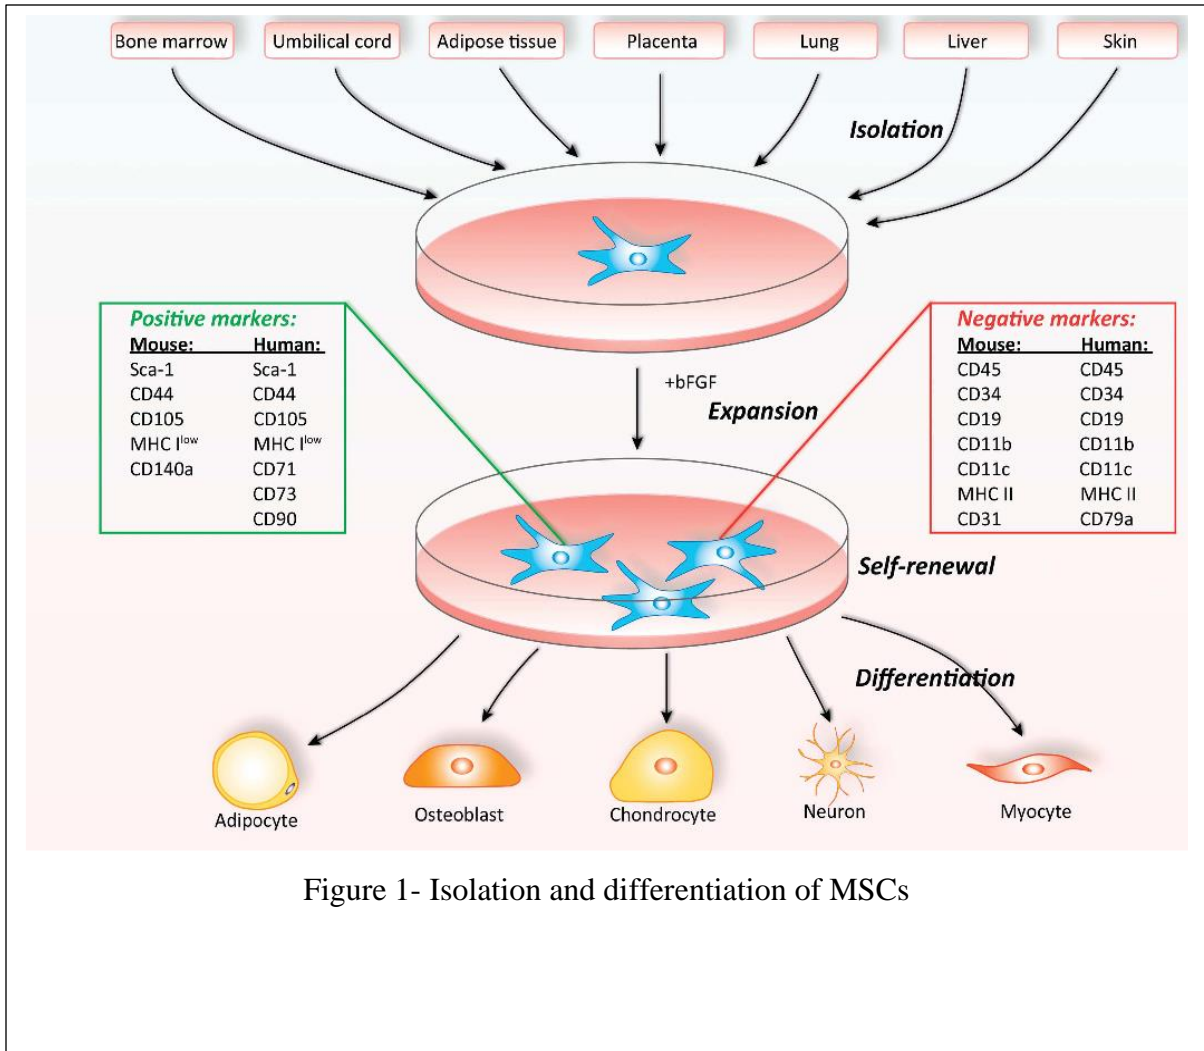 Bone marrow Umbilical cord Adipose tissue Placenta Lung Liver Skin
Isolation
Positive markers:
Mouse: Human:
Sca-1 Sca-1
CD44 CD44
CD105 CD105
MHC I^low MHC I^low
CD140a CD71
CD73
CD90
Negative markers:
Mouse: Human:
CD45 CD45
CD34 CD34
CD19 CD19
CD11b CD11b
CD11c CD11c
MHC II MHC II
CD31 CD79a
+bFGF
Expansion
Self-renewal
Differentiation
Adipocyte Osteoblast Chondrocyte Neuron Myocyte
Figure 1- Isolation and differentiation of MSCs